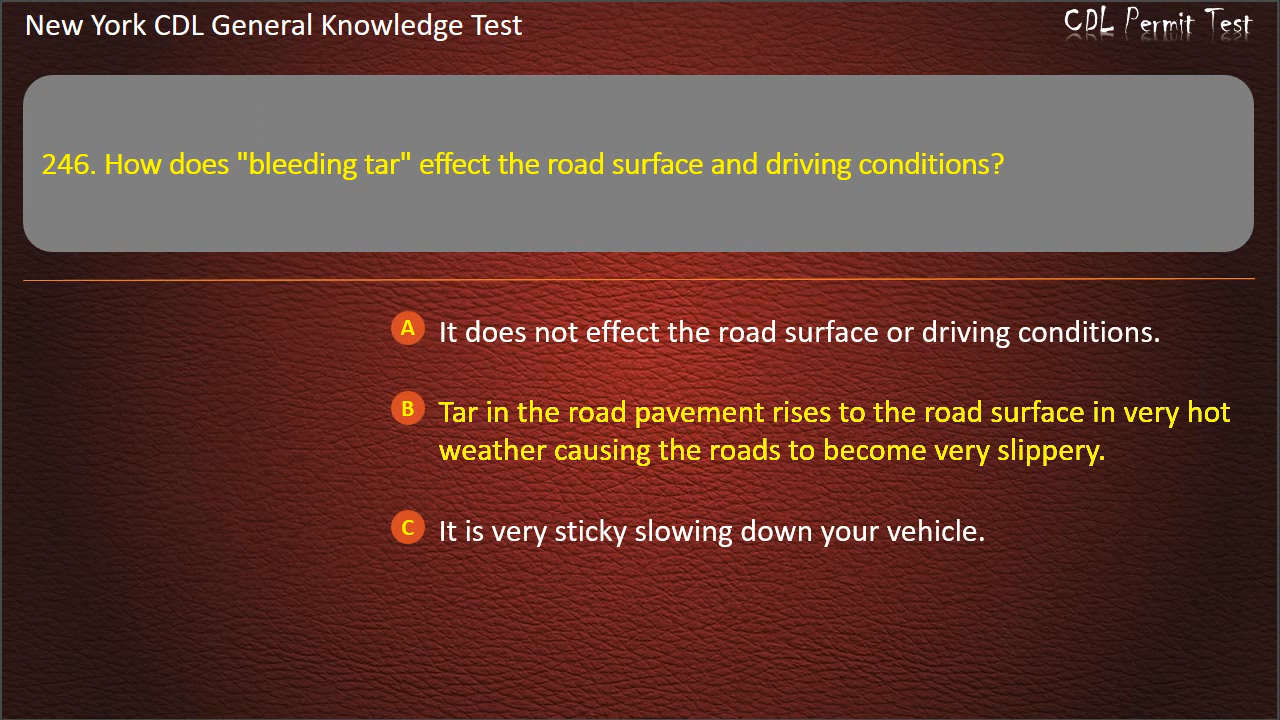 New York CDL General Knowledge Test
CDL Permit Test
246. How does "bleeding tar" effect the road surface and driving conditions?
A It does not effect the road surface or driving conditions.
B Tar in the road pavement rises to the road surface in very hot
weather causing the roads to become very slippery.
C It is very sticky slowing down your vehicle.